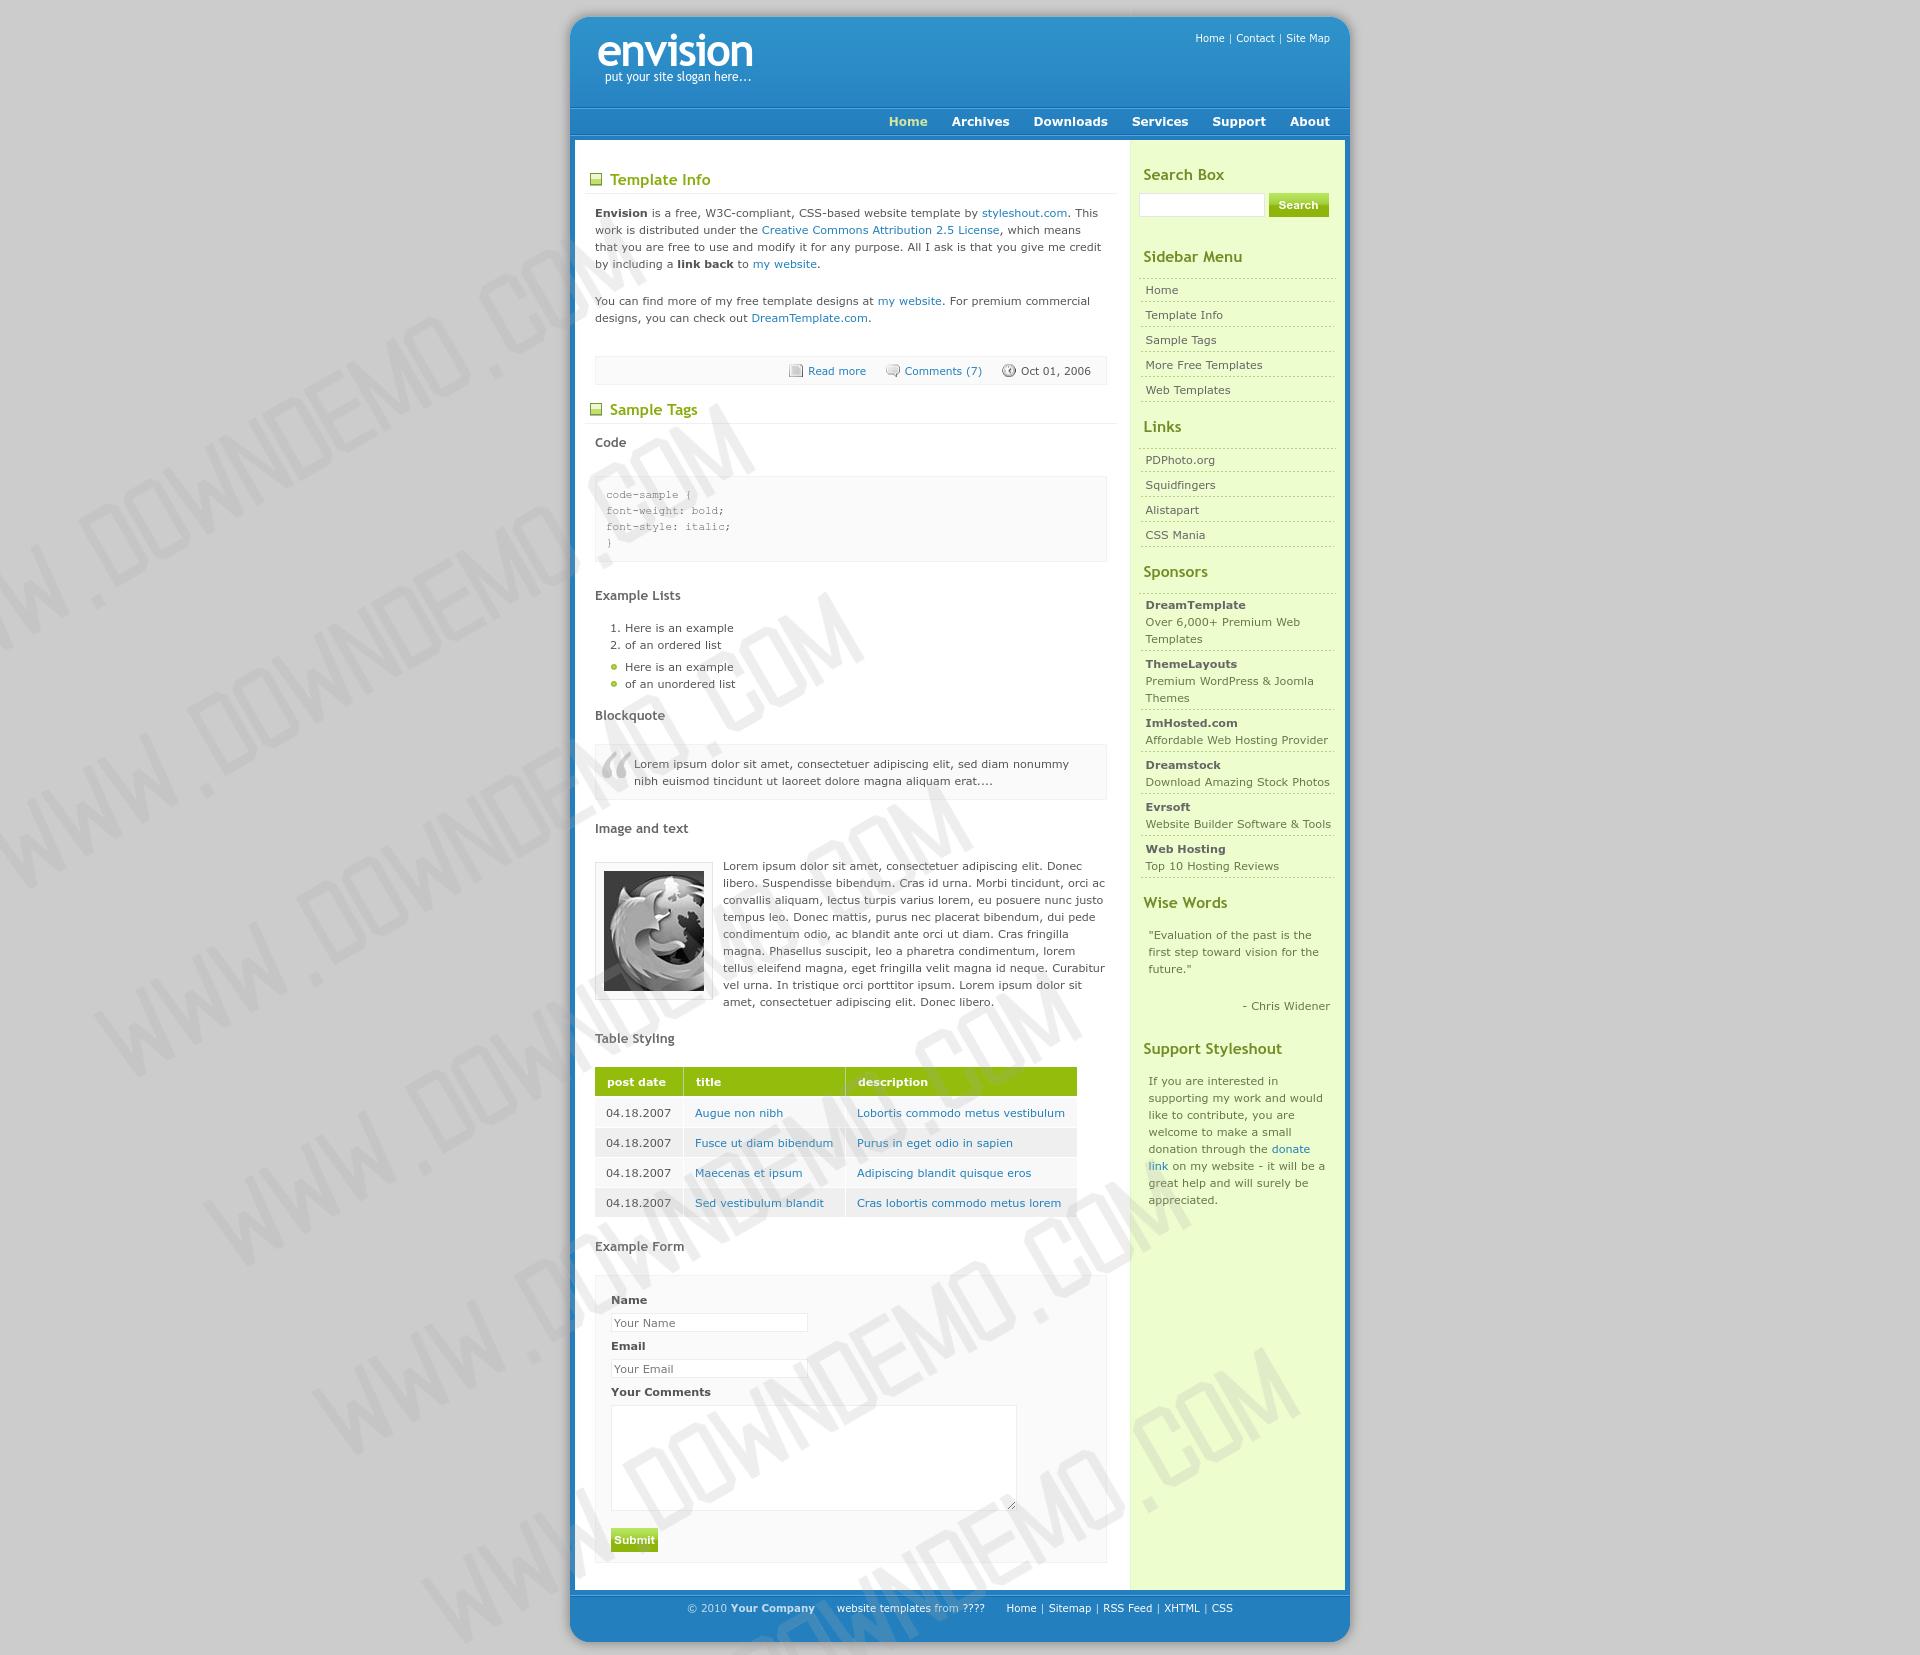 envision
put your site slogan here...
Home | Contact | Site Map
Home Archives Downloads Services Support About
Template Info
Envision is a free, W3C-compliant, CSS-based website template by styleshout.com. This
work is distributed under the Creative Commons Attribution 2.5 License, which means
that you are free to use and modify it for any purpose. All I ask is that you give me credit
by including a link back to my website.
You can find more of my free template designs at my website. For premium commercial
designs, you can check out DreamTemplate.com.
Read more Comments (7) Oct 01, 2006
Sample Tags
Code
code-sample {
font-weight: bold;
font-style: italic;
}
Example Lists
1. Here is an example
2. of an ordered list
Here is an example
of an unordered list
Blockquote
Lorem ipsum dolor sit amet, consectetuer adipiscing elit, sed diam nonummy
nibh euismod tincidunt ut laoreet dolore magna aliquam erat....
Image and text
Lorem ipsum dolor sit amet, consectetuer adipiscing elit. Donec
libero. Suspendisse bibendum. Cras id urna. Morbi tincidunt, orci ac
convallis aliquam, lectus turpis varius lorem, eu posuere nunc justo
tempus leo. Donec mattis, purus nec placerat bibendum, dui pede
condimentum odio, ac blandit ante orci ut diam. Cras fringilla
magna. Phasellus suscipit, leo a pharetra condimentum, lorem
tellus eleifend magna, eget fringilla velit magna id neque. Curabitur
vel urna. In tristique orci porttitor ipsum. Lorem ipsum dolor sit
amet, consectetuer adipiscing elit. Donec libero.
Table Styling
post date title description
04.18.2007 Augue non nibh Lobortis commodo metus vestibulum
04.18.2007 Fusce ut diam bibendum Purus in eget odio in sapien
04.18.2007 Maecenas et ipsum Adipiscing blandit quisque eros
04.18.2007 Sed vestibulum blandit Cras lobortis commodo metus lorem
Example Form
Name
Your Name
Email
Your Email
Your Comments
Submit
Search Box
Search
Sidebar Menu
Home
Template Info
Sample Tags
More Free Templates
Web Templates
Links
PDPhoto.org
Squidfingers
Alistapart
CSS Mania
Sponsors
DreamTemplate
Over 6,000+ Premium Web
Templates
ThemeLayouts
Premium WordPress & Joomla
Themes
ImHosted.com
Affordable Web Hosting Provider
Dreamstock
Download Amazing Stock Photos
Evrsoft
Website Builder Software & Tools
Web Hosting
Top 10 Hosting Reviews
Wise Words
"Evaluation of the past is the
first step toward vision for the
future."
- Chris Widener
Support Styleshout
If you are interested in
supporting my work and would
like to contribute, you are
welcome to make a small
donation through the donate
link on my website - it will be a
great help and will surely be
appreciated.
© 2010 Your Company website templates from ???? Home | Sitemap | RSS Feed | XHTML | CSS
WW.DOWNDEMO.COM
WWW.DOWNDEMO.COM
WWW.DOWNDEMO.COM
WWW.DOWNDEMO.COM
WWW.DOWNDEMO.COM
WWW.DOWNDEMO.COM
WWW.DOWNDEMO.COM